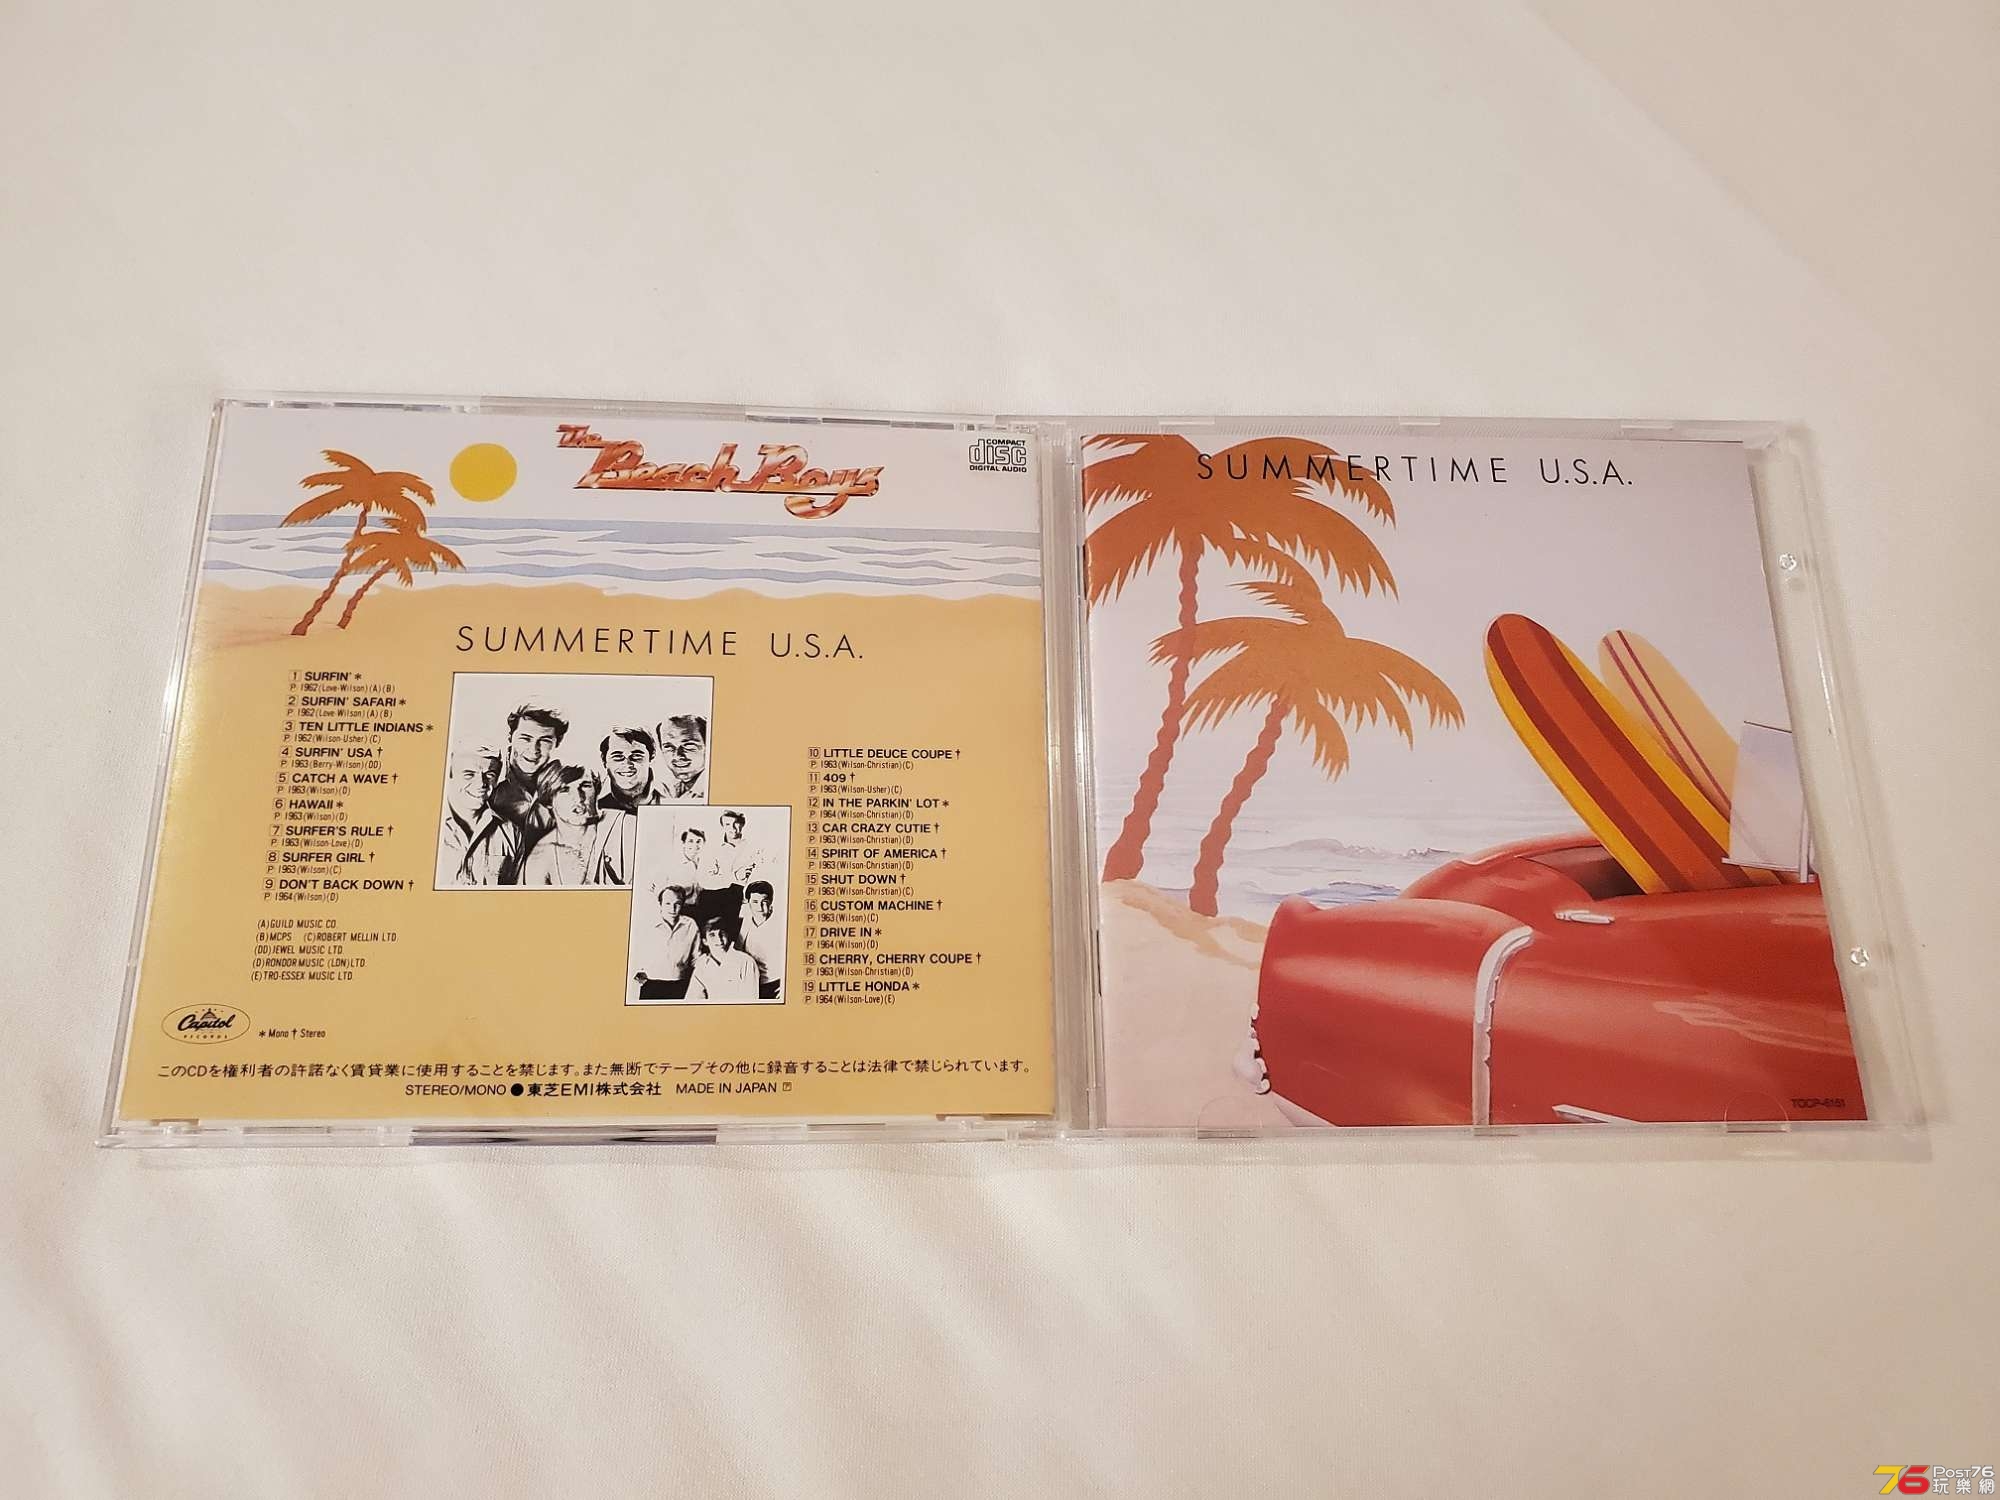 The
Beach Boys
COMPACT
disc
DIGITAL AUDIO
SUMMERTIME U.S.A.
1 SURFIN' *
℗ 1962 (Love-Wilson) (A) (B)
2 SURFIN' SAFARI *
℗ 1962 (Love-Wilson) (A) (B)
3 TEN LITTLE INDIANS *
℗ 1962 (Wilson-Usher) (C)
4 SURFIN' USA †
℗ 1963 (Berry-Wilson) (DD)
5 CATCH A WAVE †
℗ 1963 (Wilson) (D)
6 HAWAII *
℗ 1963 (Wilson) (D)
7 SURFER'S RULE †
℗ 1963 (Wilson-Love) (D)
8 SURFER GIRL †
℗ 1963 (Wilson) (C)
9 DON'T BACK DOWN †
℗ 1964 (Wilson) (D)
(A) GUILD MUSIC CO.
(B) MCPS (C) ROBERT MELLIN LTD.
(DD) JEWEL MUSIC LTD.
(D) RONDOR MUSIC (LDN) LTD
(E) TRO-ESSEX MUSIC LTD.
10 LITTLE DEUCE COUPE †
℗ 1963 (Wilson-Christian) (C)
11 409 †
℗ 1963 (Wilson-Usher) (C)
12 IN THE PARKIN' LOT *
℗ 1964 (Wilson-Christian) (D)
13 CAR CRAZY CUTIE †
℗ 1963 (Wilson-Christian) (D)
14 SPIRIT OF AMERICA †
℗ 1963 (Wilson-Christian) (D)
15 SHUT DOWN †
℗ 1963 (Wilson-Christian) (C)
16 CUSTOM MACHINE †
℗ 1963 (Wilson) (C)
17 DRIVE IN *
℗ 1964 (Wilson) (D)
18 CHERRY, CHERRY COUPE †
℗ 1963 (Wilson-Christian) (D)
19 LITTLE HONDA *
℗ 1964 (Wilson-Love) (E)
Capitol
RECORDS
* Mono † Stereo
このCDを権利者の許諾なく賃貸業に使用することを禁じます。また無断でテープその他に録音することは法律で禁じられています。
STEREO/MONO ● 東芝EMI株式会社 MADE IN JAPAN
SUMMERTIME U.S.A.
TOCP-6151
76 POST76
玩樂網